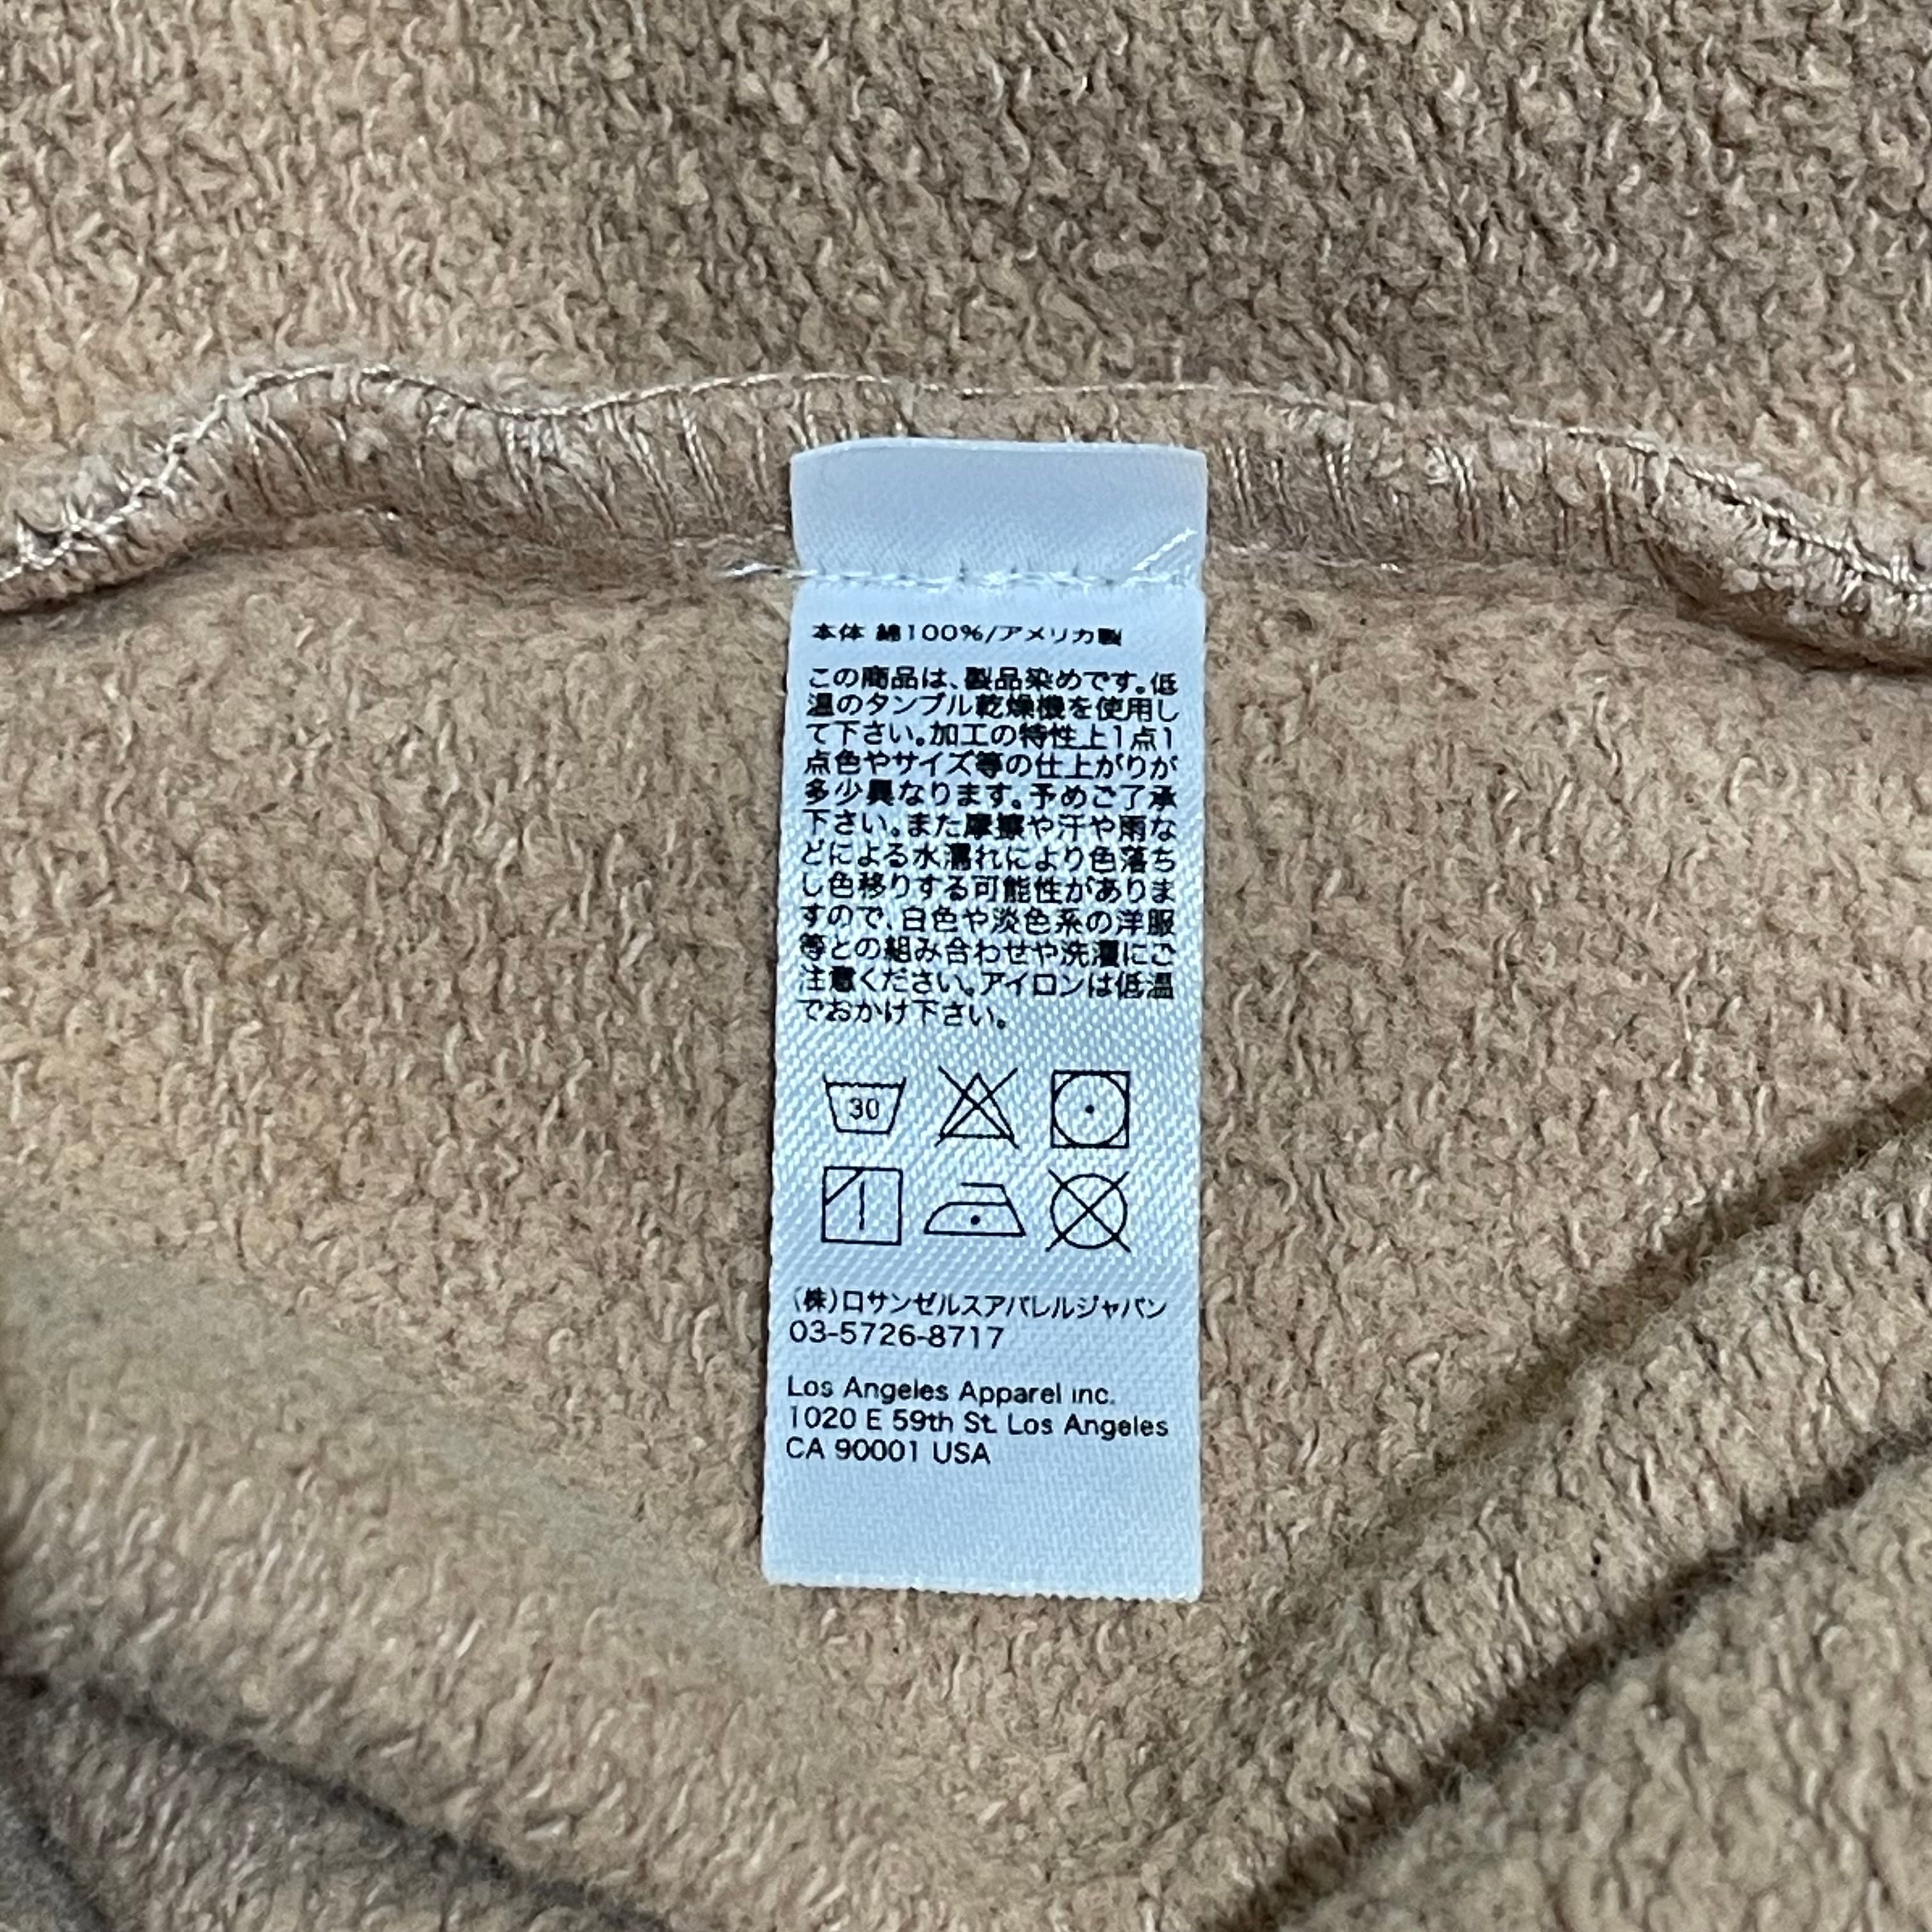 本体 綿100%/アメリカ製
この商品は、製品染めです。低
温のタンブル乾燥機を使用し
て下さい。加工の特性上1点1
点色やサイズ等の仕上がりが
多少異なります。予めご了承
下さい。また摩擦や汗や雨な
どによる水濡れにより色落ち
し色移りする可能性がありま
すので、白色や淡色系の洋服
等との組み合わせや洗濯にご
注意ください。アイロンは低温
でおかけ下さい。
30
(株)ロサンゼルスアパレルジャパン
03-5726-8717
Los Angeles Apparel inc.
1020 E 59th St. Los Angeles
CA 90001 USA